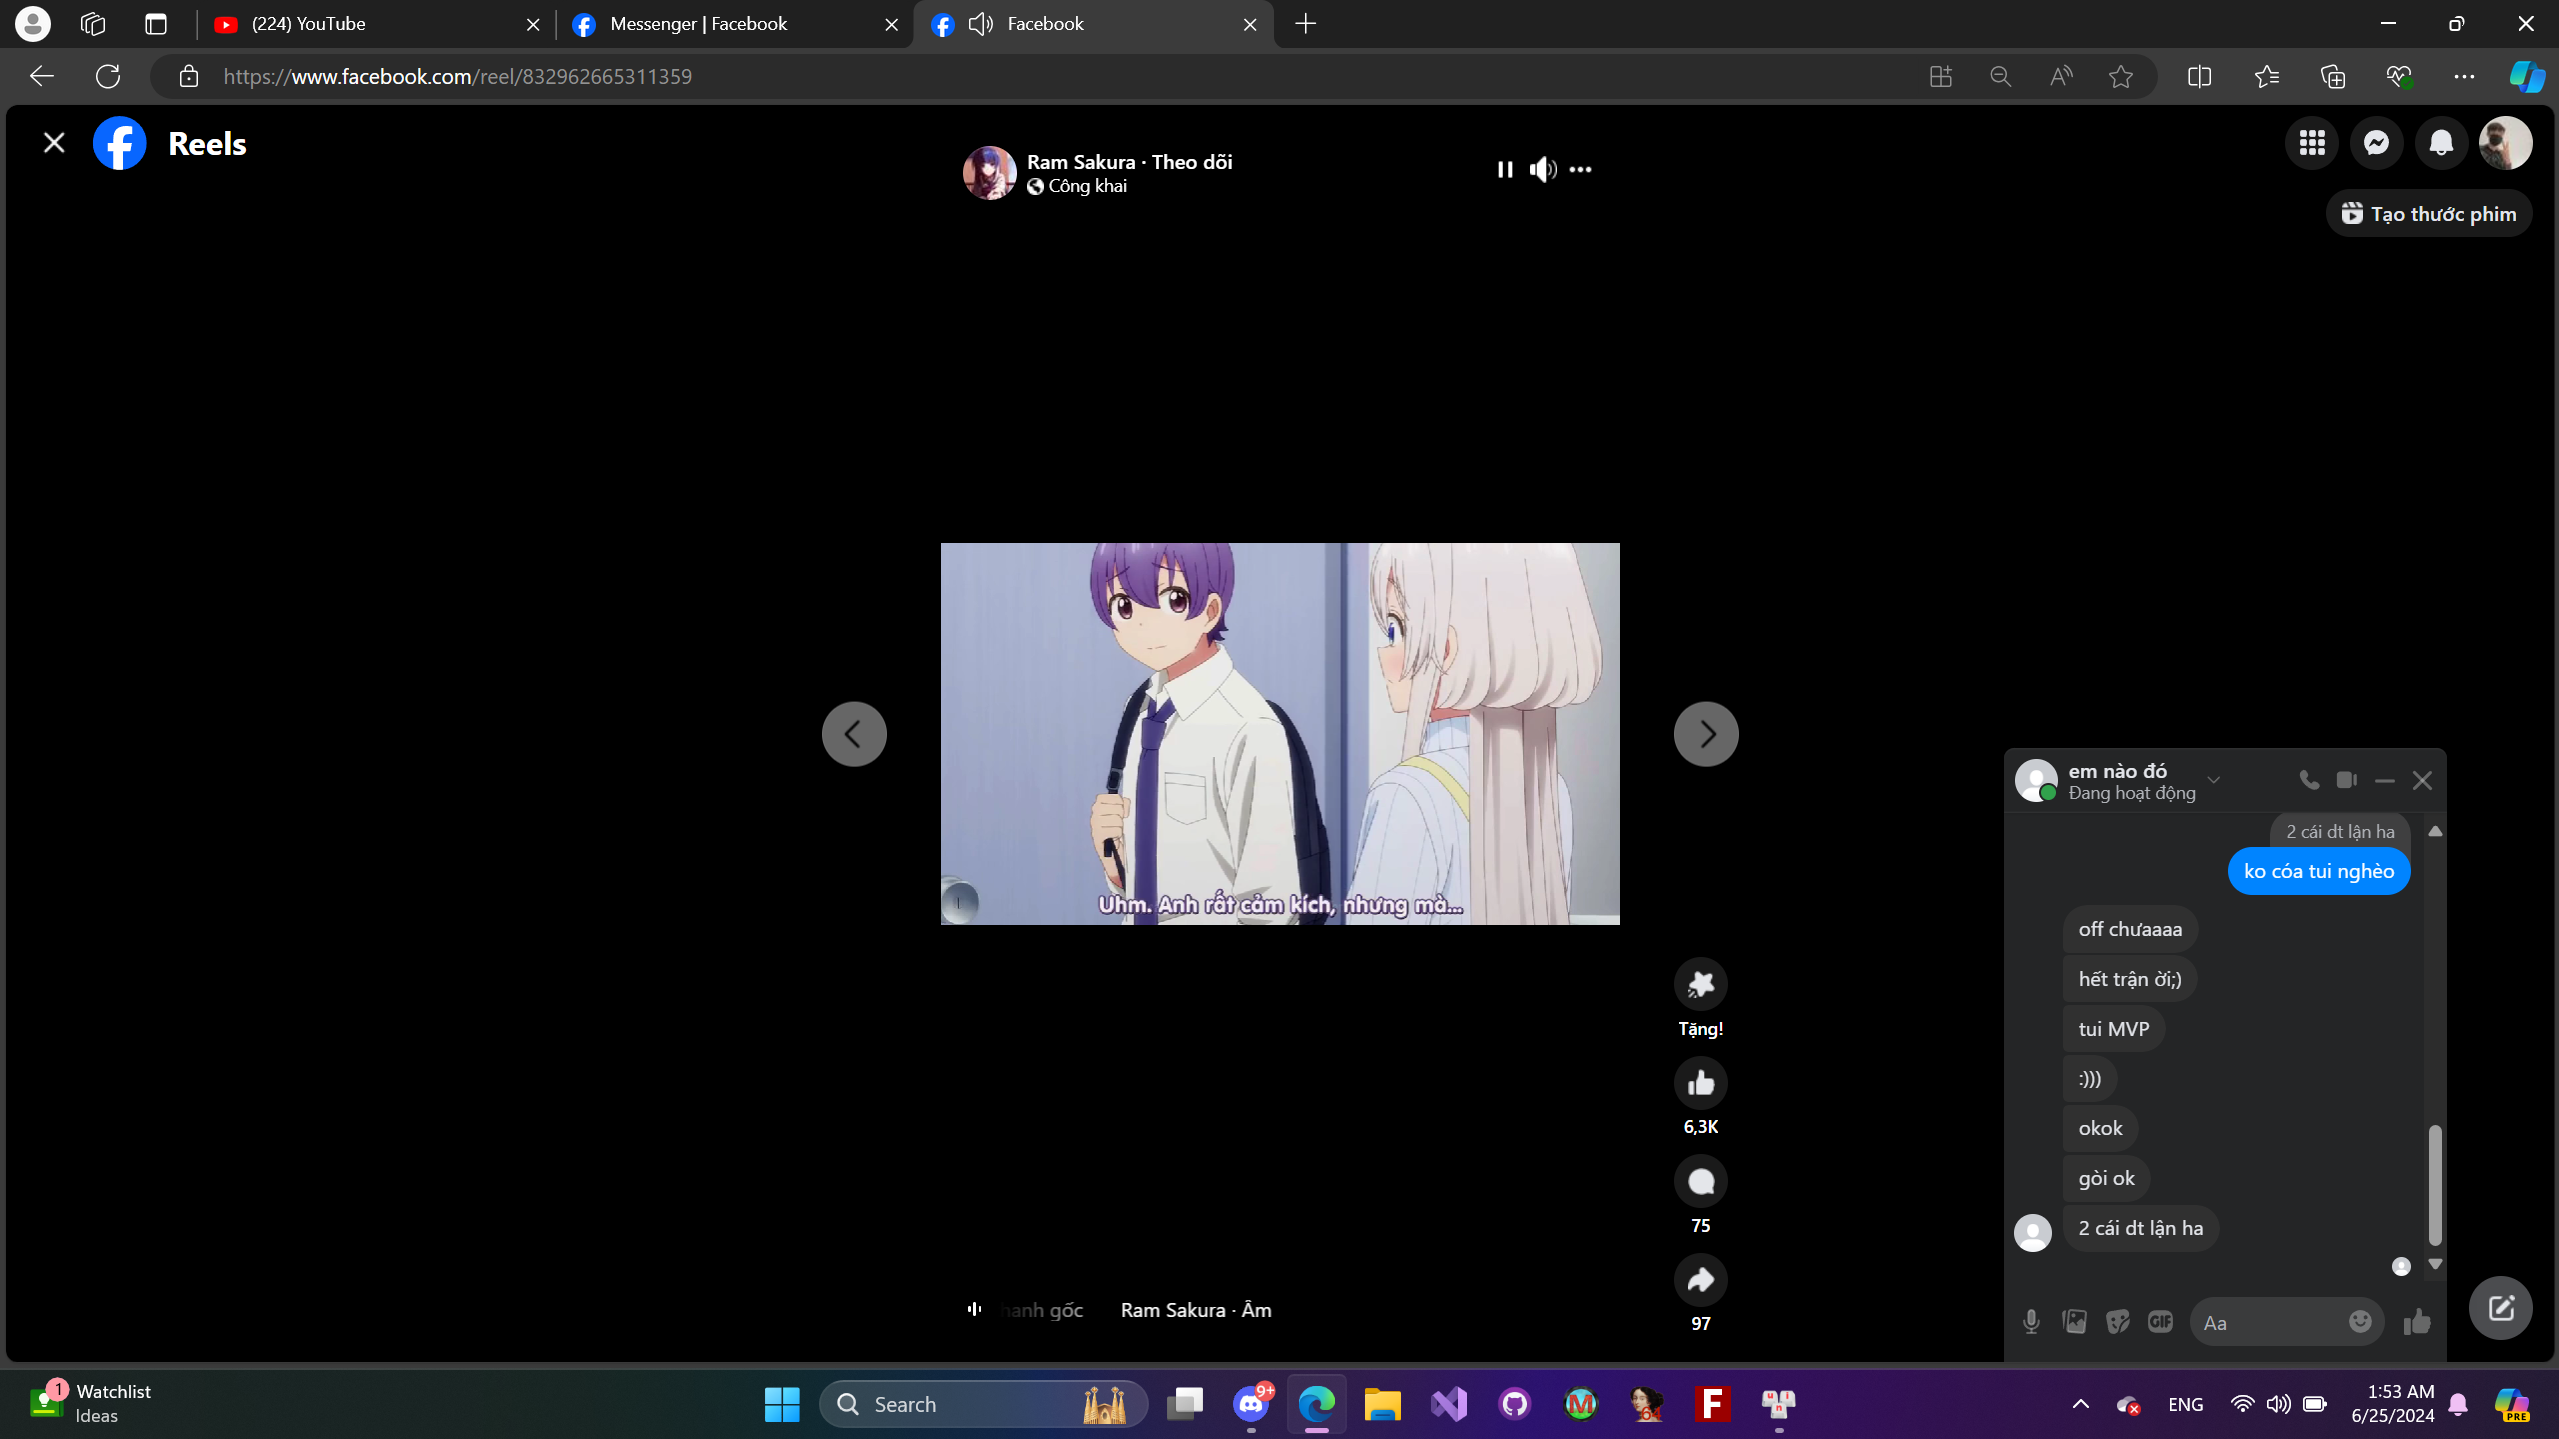 (224) YouTube
Messenger | Facebook
Facebook
https://www.facebook.com/reel/832962665311359
Reels
Ram Sakura · Theo dõi
Công khai
Tạo thước phim
Uhm. Anh rất cảm kích, nhưng mà...
Tặng!
6,3K
75
97
hanh gốc
Ram Sakura · Âm
em nào đó
Đang hoạt động
2 cái dt lận ha
ko cóa tui nghèo
off chưaaaa
hết trận ời;)
tui MVP
:)))
okok
gòi ok
2 cái dt lận ha
GIF
Aa
1
Watchlist
Ideas
Search
9+
M
64
F
u i
n
ENG
1:53 AM
6/25/2024
PRE